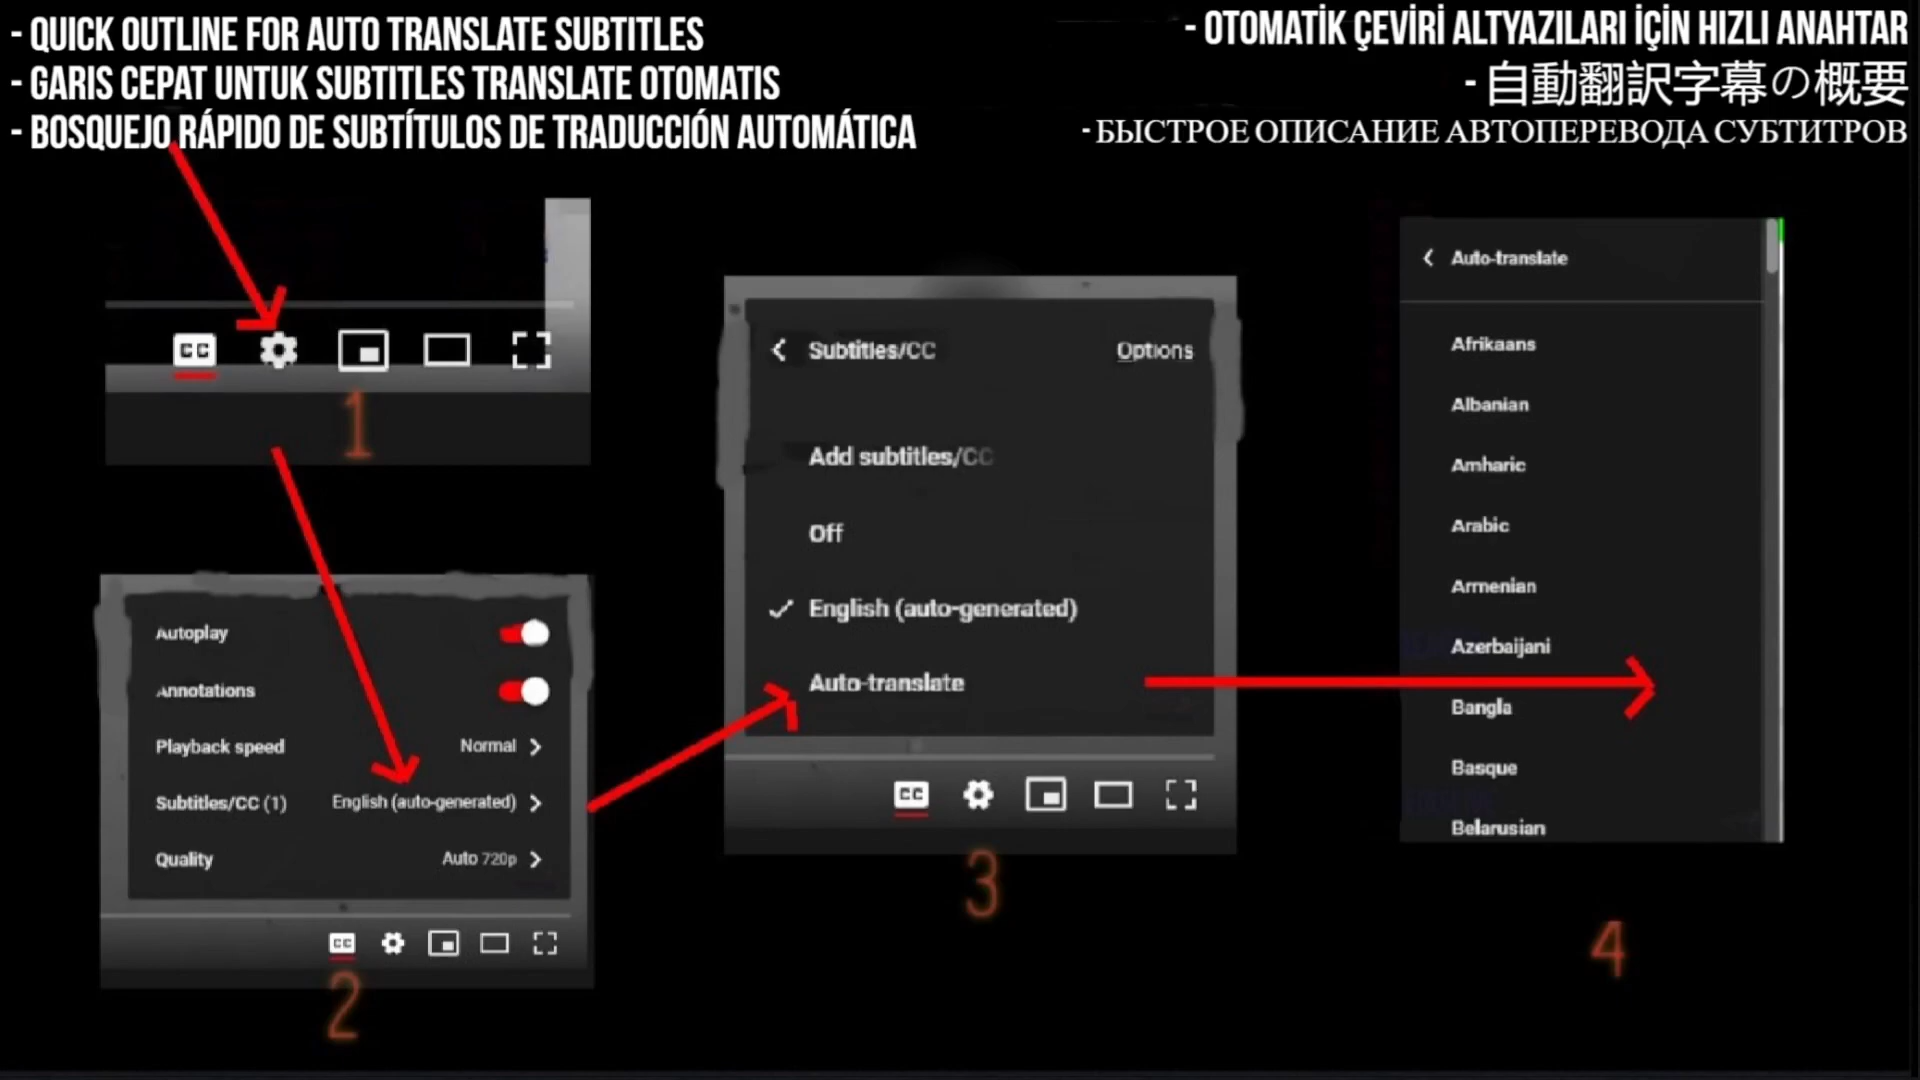 - QUICK OUTLINE FOR AUTO TRANSLATE SUBTITLES
- GARIS CEPAT UNTUK SUBTITLES TRANSLATE OTOMATIS
- BOSQUEJO RÁPIDO DE SUBTÍTULOS DE TRADUCCIÓN AUTOMÁTICA
- OTOMATİK ÇEVİRİ ALTYAZILARI İÇİN HIZLI ANAHTAR
- 自動翻訳字幕の概要
- БЫСТРОЕ ОПИСАНИЕ АВТОПЕРЕВОДА СУБТИТРОВ
CC
1
Autoplay
Annotations
Playback speed Normal
Subtitles/CC (1) English (auto-generated)
Quality Auto 720p
CC
2
Subtitles/CC Options
Add subtitles/CC
Off
English (auto-generated)
Auto-translate
CC
3
Auto-translate
Afrikaans
Albanian
Amharic
Arabic
Armenian
Azerbaijani
Bangla
Basque
Belarusian
4